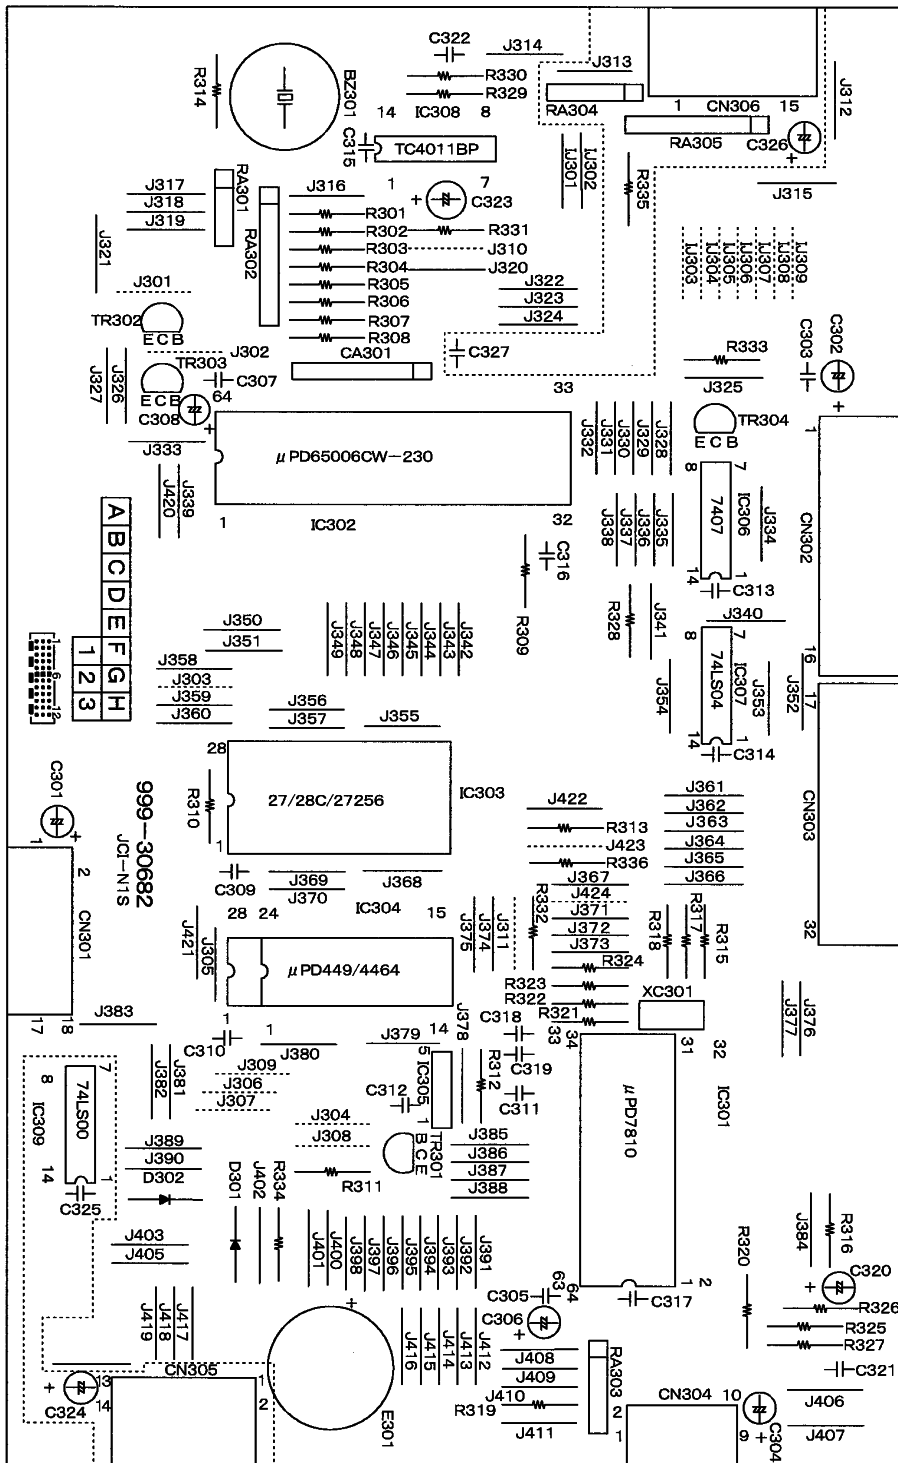 C322
J314
J313
R314
BZ301
R330
R329
14
IC308
8
RA304
1
CN306
15
J312
C315
TC4011BP
RA305
C326
+
IJ301
IJ302
R335
J315
J317
J318
J319
RA301
J316
1
7
+
C323
J321
RA302
R301
R302
R303
R304
R305
R306
R307
R308
R331
J310
J320
J322
J323
J324
IJ303
IJ304
IJ305
IJ306
IJ307
IJ308
IJ309
J301
TR302
E C B
J302
TR303
E C B
C307
CA301
C327
R333
J325
C303
C302
+
J327
J326
C308
+
64
33
J333
μPD65006CW-230
1
IC302
32
J332
J331
J330
J329
J328
TR304
E C B
1
8
7
7407
IC306
J334
CN302
J420
J339
J338
J337
J336
J335
14
1
C313
A B C D E F G H
1 2 3
C316
R309
R328
J341
J340
8
7
74LS04
IC307
16
J350
J351
J349
J348
J347
J346
J345
J344
J343
J342
1
6
12
J358
J303
J359
J360
J356
J357
J355
J354
J353
J352
17
14
1
C314
28
27/28C/27256
IC303
R310
1
C301
+
999-30682
JCI-N1S
J422
R313
J423
R336
J361
J362
J363
J364
J365
J366
CN303
1
2
CN301
C309
J369
J370
J368
28
24
IC304
15
J367
J424
J371
J372
J373
R324
R323
R322
R321
32
J421
J305
μPD449/4464
J375
J374
J311
R332
R318
R317
R315
XC301
17
18
J383
1
C310
1
J380
J379
14
J378
C318
33
34
31
32
J377
J376
8
7
74LS00
IC309
14
1
C325
J382
J381
J309
J306
J307
C312
5
IC305
1
R312
C319
C311
μPD7810
IC301
J389
J390
D302
J304
J308
R311
B C E
TR301
J385
J386
J387
J388
D301
J402
R334
J403
J405
J401
J400
J398
J397
J396
J395
J394
J393
J392
J391
R320
J384
R316
+
C320
C305
63
64
1
2
C317
C306
+
R326
R325
R327
C321
J419
J418
J417
+
J416
J415
J414
J413
J412
J408
J409
J410
R319
J411
RA303
CN305
13
1
14
2
+
C324
E301
2
1
CN304
10
9
+
C304
J406
J407